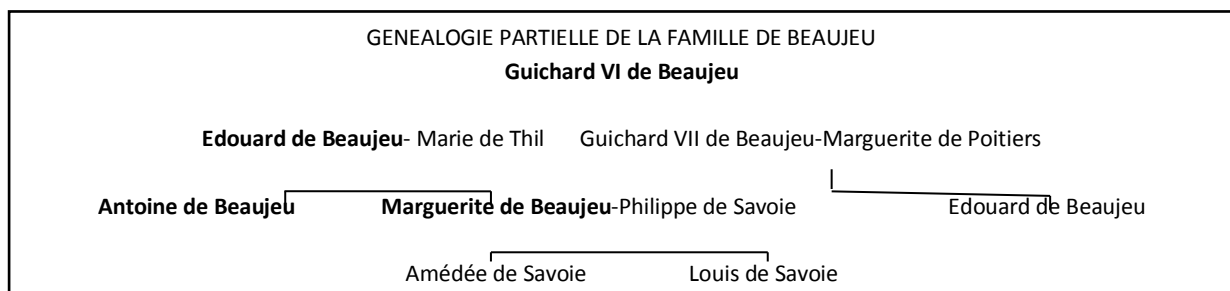 GENEALOGIE PARTIELLE DE LA FAMILLE DE BEAUJEU
Guichard VI de Beaujeu
Edouard de Beaujeu- Marie de Thil Guichard VII de Beaujeu-Marguerite de Poitiers
Antoine de Beaujeu Marguerite de Beaujeu-Philippe de Savoie Edouard de Beaujeu
Amédée de Savoie Louis de Savoie